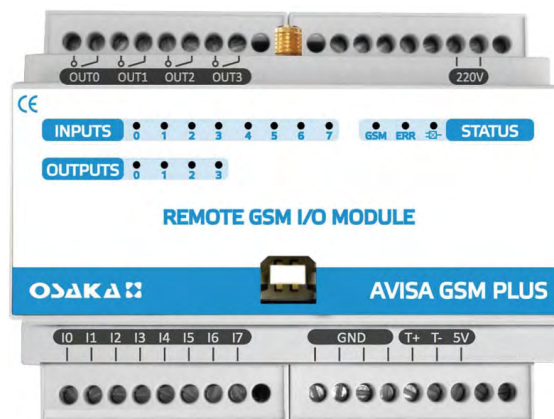 OUT0 OUT1 OUT2 OUT3 220V
CE
INPUTS 0 1 2 3 4 5 6 7 GSM ERR STATUS
OUTPUTS 0 1 2 3
REMOTE GSM I/O MODULE
OSAKA AVISA GSM PLUS
I0 I1 I2 I3 I4 I5 I6 I7 GND T+ T- 5V